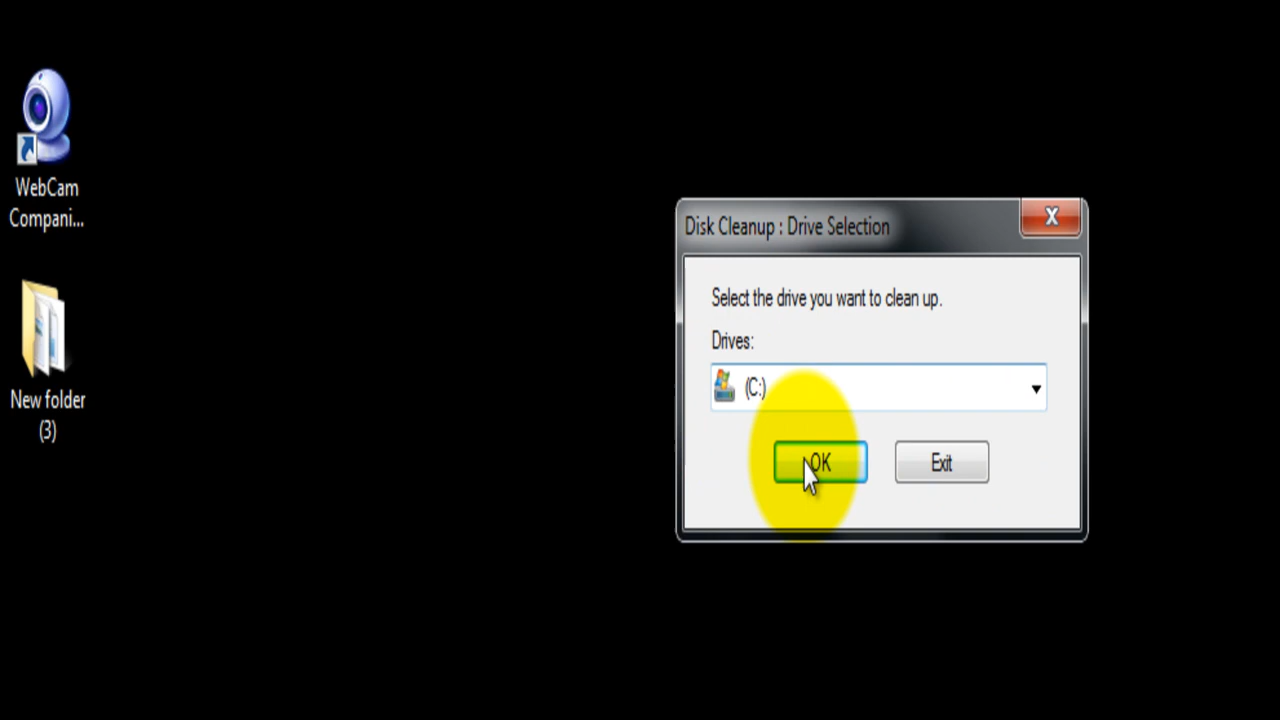 WebCam
Compani...
New folder
(3)
Disk Cleanup : Drive Selection
X
Select the drive you want to clean up.
Drives:
(C:)
OK
Exit